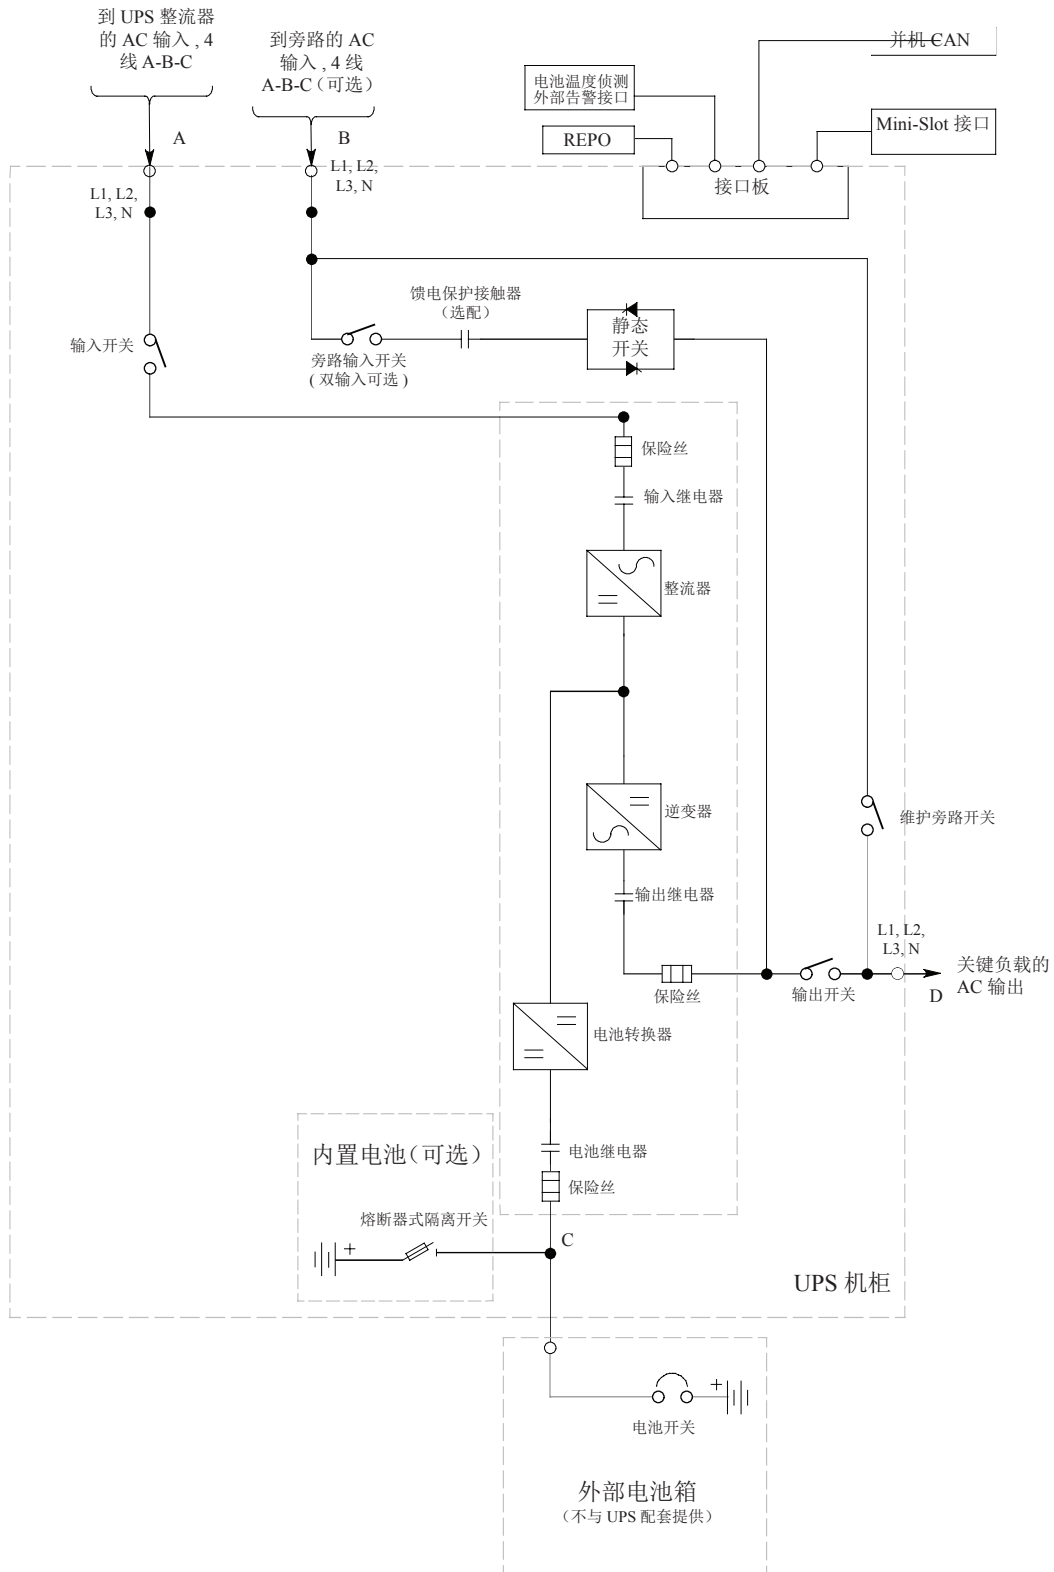 到 UPS 整流器
的 AC 输入 , 4
线 A-B-C
到旁路的 AC
输入 , 4 线
A-B-C（可选）
A
B
电池温度侦测
外部告警接口
REPO
并机 CAN
Mini-Slot 接口
接口板
L1, L2,
L3, N
L1, L2,
L3, N
馈电保护接触器
（选配）
静态
开关
输入开关
旁路输入开关
( 双输入可选 )
保险丝
输入继电器
整流器
逆变器
维护旁路开关
输出继电器
L1, L2,
L3, N
关键负载的
AC 输出
D
保险丝
输出开关
电池转换器
内置电池（可选）
电池继电器
保险丝
熔断器式隔离开关
+
C
UPS 机柜
+
电池开关
外部电池箱
（不与 UPS 配套提供）